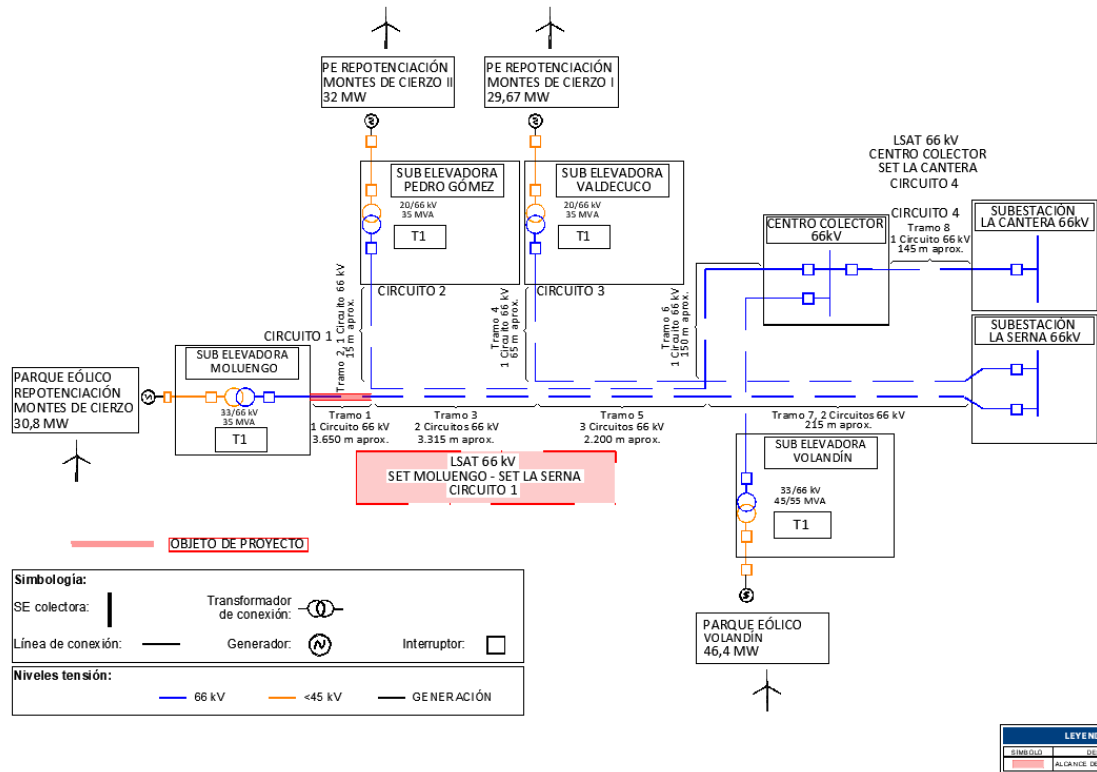 PE REPOTENCIACIÓN
MONTES DE CIERZO II
32 MW
PE REPOTENCIACIÓN
MONTES DE CIERZO I
29,67 MW
SUB ELEVADORA
PEDRO GÓMEZ
20/66 kV
35 MVA
T1
SUB ELEVADORA
VALDECUCO
20/66 kV
35 MVA
T1
LSAT 66 kV
CENTRO COLECTOR
SET LA CANTERA
CIRCUITO 4
CENTRO COLECTOR
66kV
CIRCUITO 4
Tramo 8
1 Circuito 66 kV
145 m aprox.
SUBESTACIÓN
LA CANTERA 66kV
CIRCUITO 2
CIRCUITO 3
Tramo 2, 1 Circuito 66 kV
15 m aprox.
Tramo 4
1 Circuito 66 kV
65 m aprox.
Tramo 6
1 Circuito 66 kV
150 m aprox.
SUBESTACIÓN
LA SERNA 66kV
CIRCUITO 1
SUB ELEVADORA
MOLUENGO
33/66 kV
35 MVA
T1
PARQUE EÓLICO
REPOTENCIACIÓN
MONTES DE CIERZO
30,8 MW
Tramo 1
1 Circuito 66 kV
3.650 m aprox.
Tramo 3
2 Circuitos 66 kV
3.315 m aprox.
Tramo 5
3 Circuitos 66 kV
2.200 m aprox.
Tramo 7, 2 Circuitos 66 kV
215 m aprox.
LSAT 66 kV
SET MOLUENGO - SET LA SERNA
CIRCUITO 1
SUB ELEVADORA
VOLANDÍN
33/66 kV
45/55 MVA
T1
PARQUE EÓLICO
VOLANDÍN
46,4 MW
OBJETO DE PROYECTO
Simbología:
SE colectora:
Transformador
de conexión:
Línea de conexión:
Generador:
Interruptor:
Niveles tensión:
66 kV
<45 kV
GENERACIÓN
LEYEND
SÍMBOLO
DE
ALCANCE DE